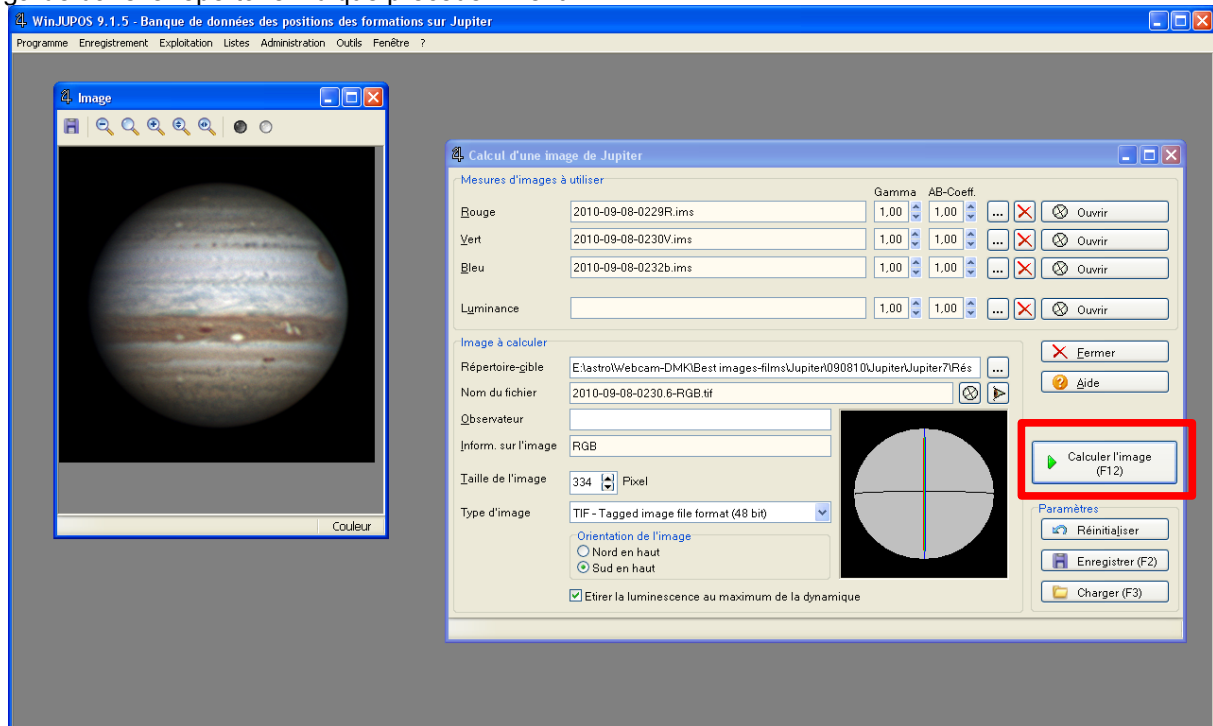 WinJUPOS 9.1.5 - Banque de données des positions des formations sur Jupiter
Programme Enregistrement Exploitation Listes Administration Outils Fenêtre ?
Image
Couleur
Calcul d'une image de Jupiter
Mesures d'images à utiliser
Gamma AB-Coeff.
Rouge 2010-09-08-0229R.ims 1,00 1,00 ... Ouvrir
Vert 2010-09-08-0230V.ims 1,00 1,00 ... Ouvrir
Bleu 2010-09-08-0232b.ims 1,00 1,00 ... Ouvrir
Luminance 1,00 1,00 ... Ouvrir
Image à calculer
Répertoire-cible E:\astro\Webcam-DMK\Best images-films\Jupiter\090810\Jupiter\Jupiter7\Rés ...
Nom du fichier 2010-09-08-0230.6-RGB.tif
Observateur
Inform. sur l'image RGB
Taille de l'image 334 Pixel
Type d'image TIF - Tagged image file format (48 bit)
Orientation de l'image
Nord en haut
Sud en haut
Etirer la luminescence au maximum de la dynamique
Fermer
Aide
Calculer l'image
(F12)
Paramètres
Réinitialiser
Enregistrer (F2)
Charger (F3)